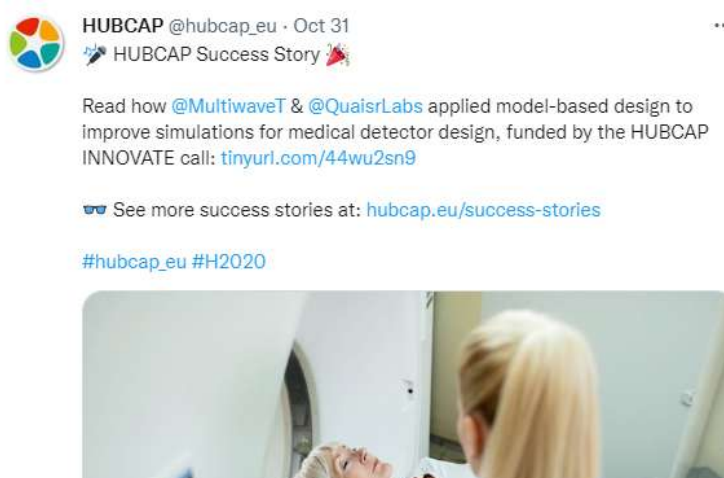 HUBCAP @hubcap_eu · Oct 31
🎤 HUBCAP Success Story 🎉
Read how @MultiwaveT & @QuaisrLabs applied model-based design to
improve simulations for medical detector design, funded by the HUBCAP
INNOVATE call: tinyurl.com/44wu2sn9
👓 See more success stories at: hubcap.eu/success-stories
#hubcap_eu #H2020